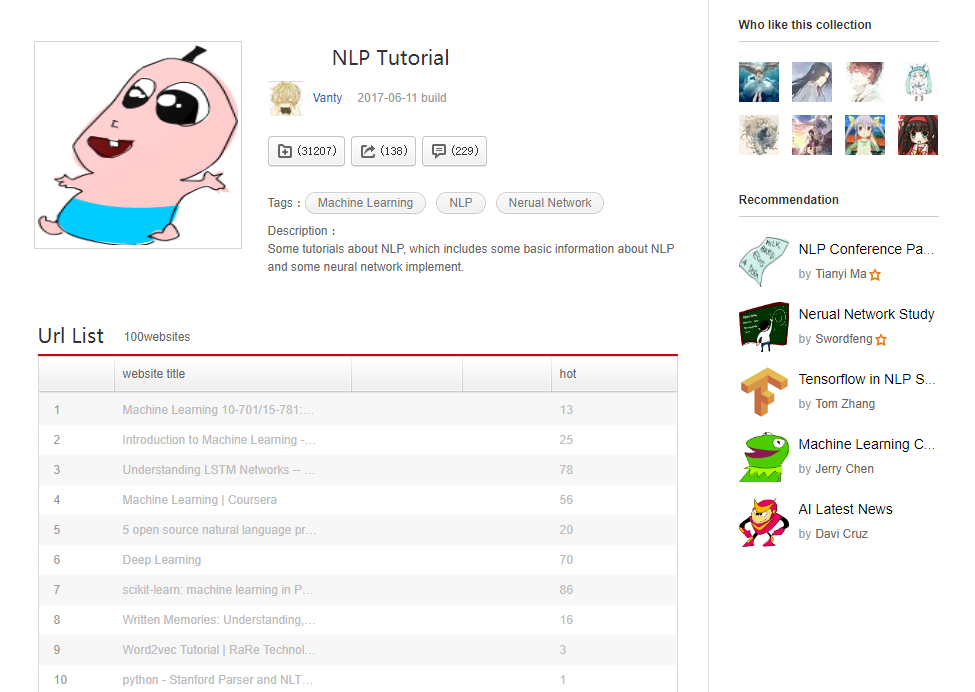 NLP Tutorial
Vanty 2017-06-11 build
(31207) (138) (229)
Tags : Machine Learning NLP Nerual Network
Description :
Some tutorials about NLP, which includes some basic information about NLP
and some neural network implement.
Url List 100websites
website title hot
1 Machine Learning 10-701/15-781:...
2 Introduction to Machine Learning -...
3 Understanding LSTM Networks -- ...
4 Machine Learning | Coursera 56
5 5 open source natural language pr... 20
6 Deep Learning 70
7 scikit-learn: machine learning in P... 86
8 Written Memories: Understanding,... 16
9 Word2vec Tutorial | RaRe Technol... 3
10 python - Stanford Parser and NLT... 1
13
25
78
Who like this collection
Recommendation
NLP Conference Pa...
by Tianyi Ma
Nerual Network Study
by Swordfeng
Tensorflow in NLP S...
by Tom Zhang
Machine Learning C...
by Jerry Chen
AI Latest News
by Davi Cruz